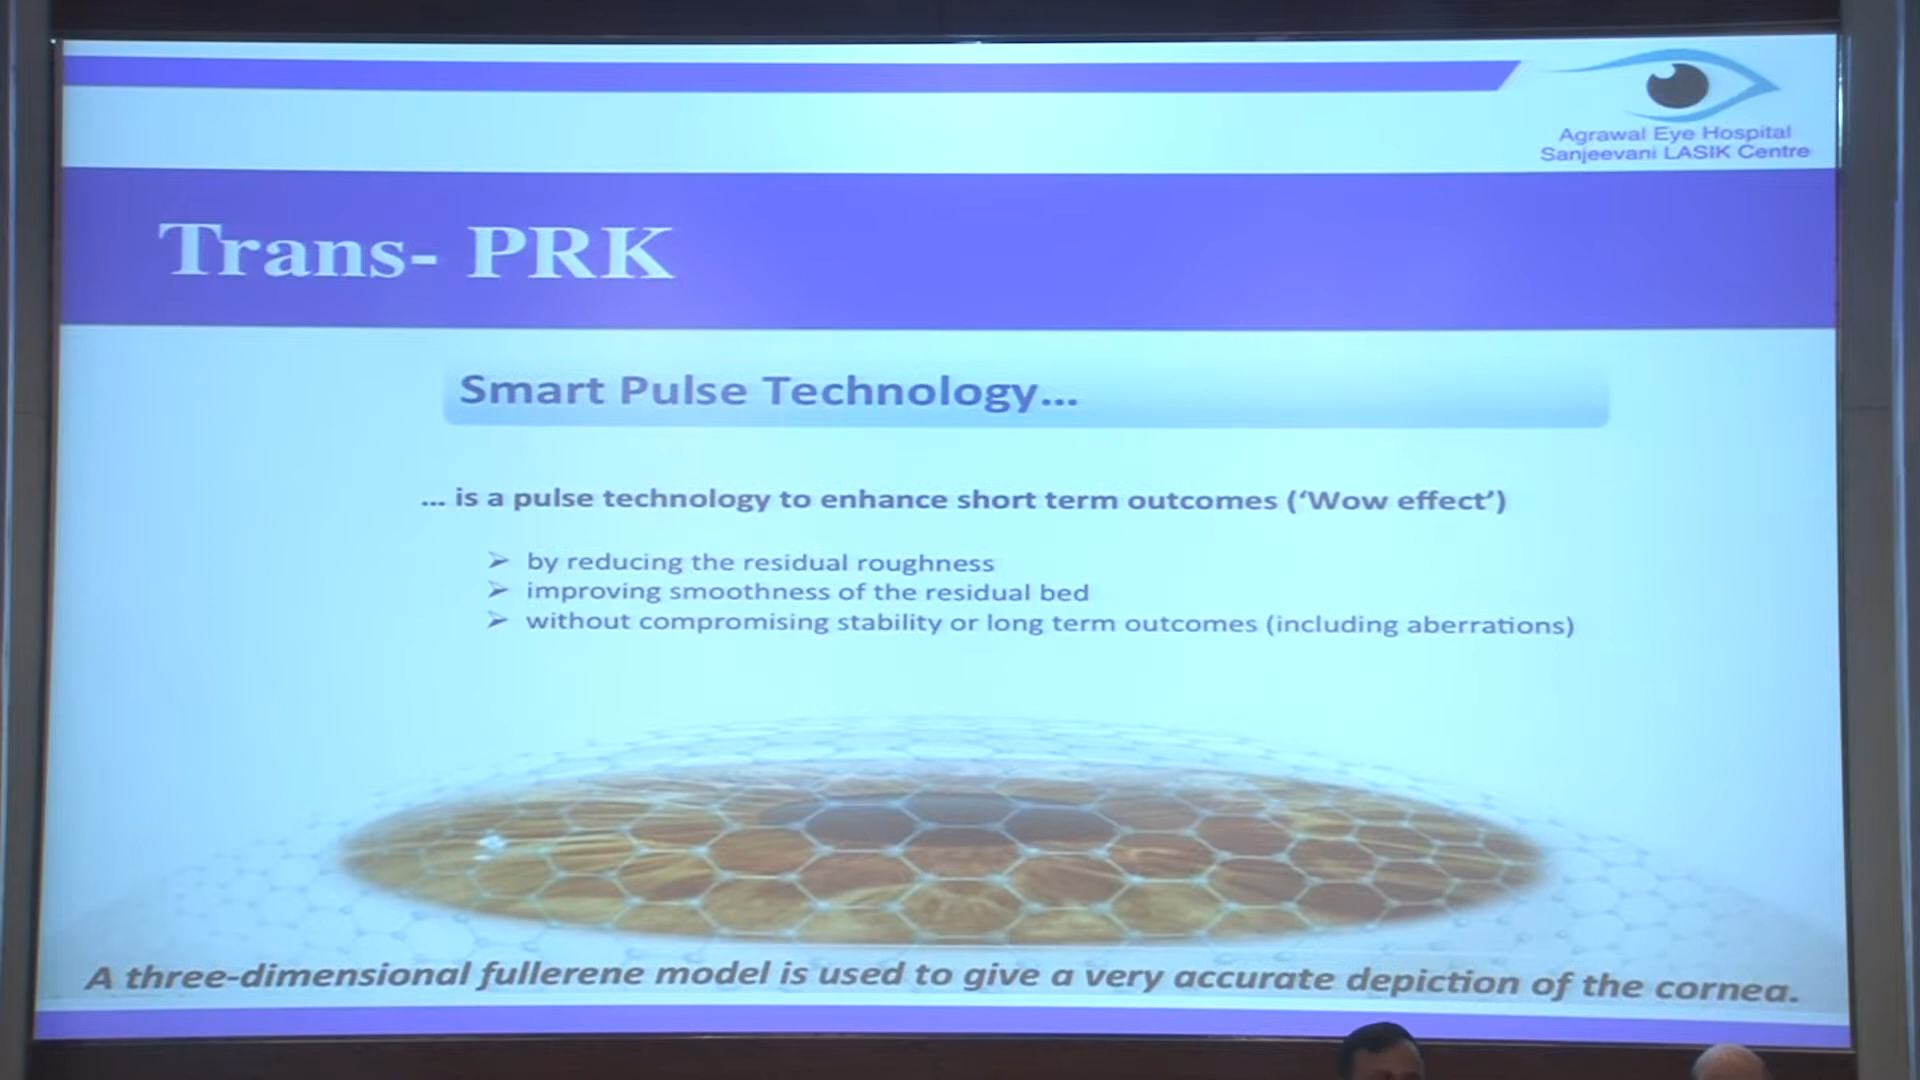 Agrawal Eye Hospital
Sanjeevani LASIK Centre
Trans- PRK
Smart Pulse Technology...
... is a pulse technology to enhance short term outcomes (‘Wow effect’)
➢ by reducing the residual roughness
➢ improving smoothness of the residual bed
➢ without compromising stability or long term outcomes (including aberrations)
A three-dimensional fullerene model is used to give a very accurate depiction of the cornea.